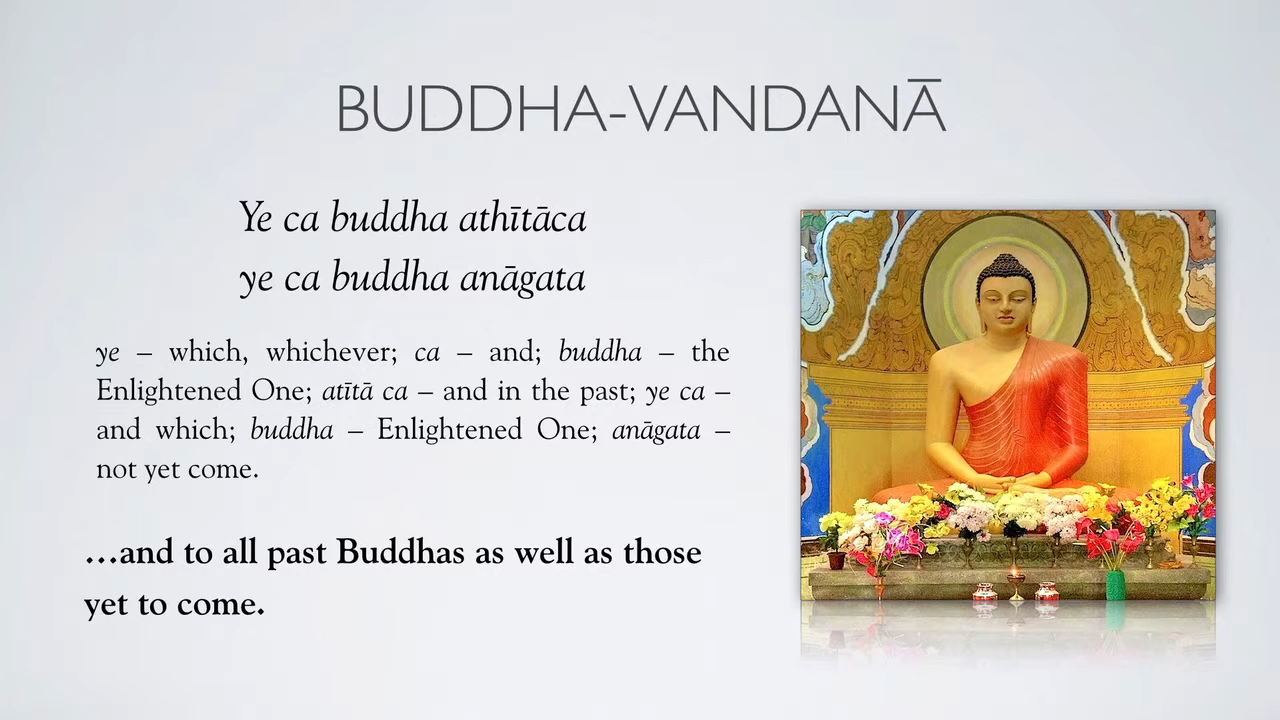 BUDDHA-VANDANĀ
Ye ca buddha athītāca
ye ca buddha anāgata
ye – which, whichever; ca – and; buddha – the
Enlightened One; atītā ca – and in the past; ye ca –
and which; buddha – Enlightened One; anāgata –
not yet come.
...and to all past Buddhas as well as those
yet to come.